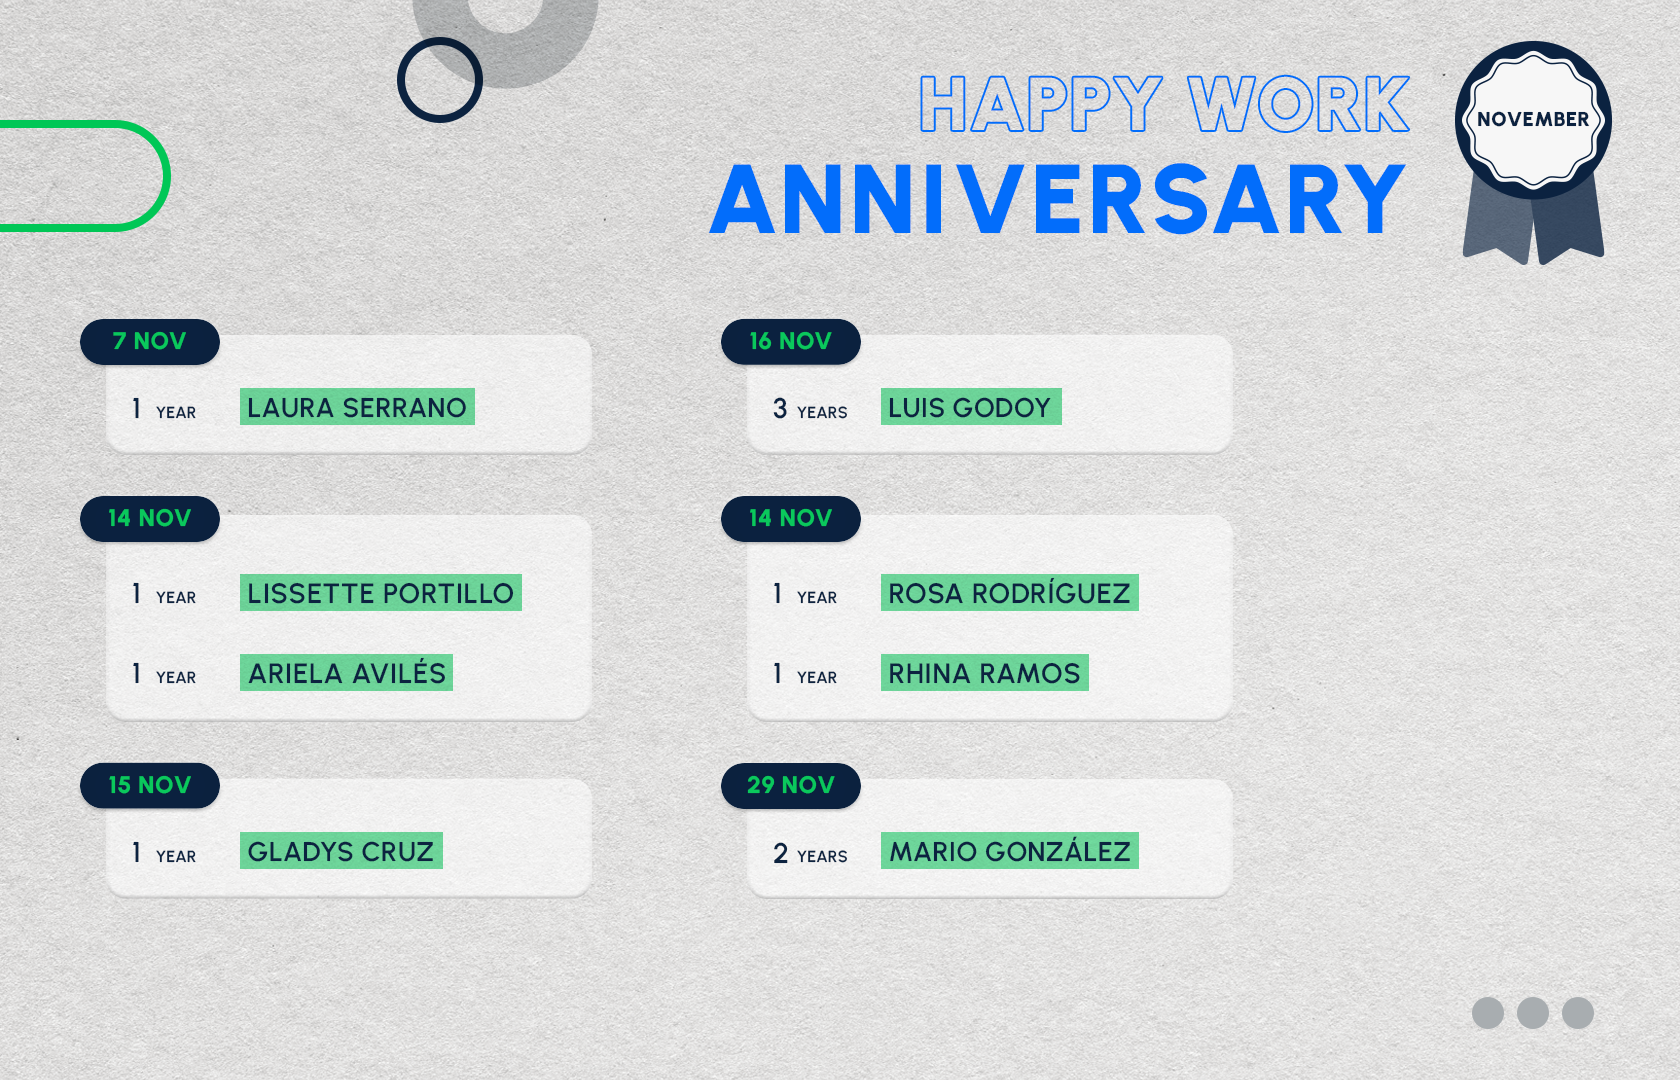 HAPPY WORK
ANNIVERSARY
NOVEMBER
7 NOV
1 YEAR LAURA SERRANO
14 NOV
1 YEAR LISSETTE PORTILLO
1 YEAR ARIELA AVILÉS
15 NOV
1 YEAR GLADYS CRUZ
16 NOV
3 YEARS LUIS GODOY
14 NOV
1 YEAR ROSA RODRÍGUEZ
1 YEAR RHINA RAMOS
29 NOV
2 YEARS MARIO GONZÁLEZ